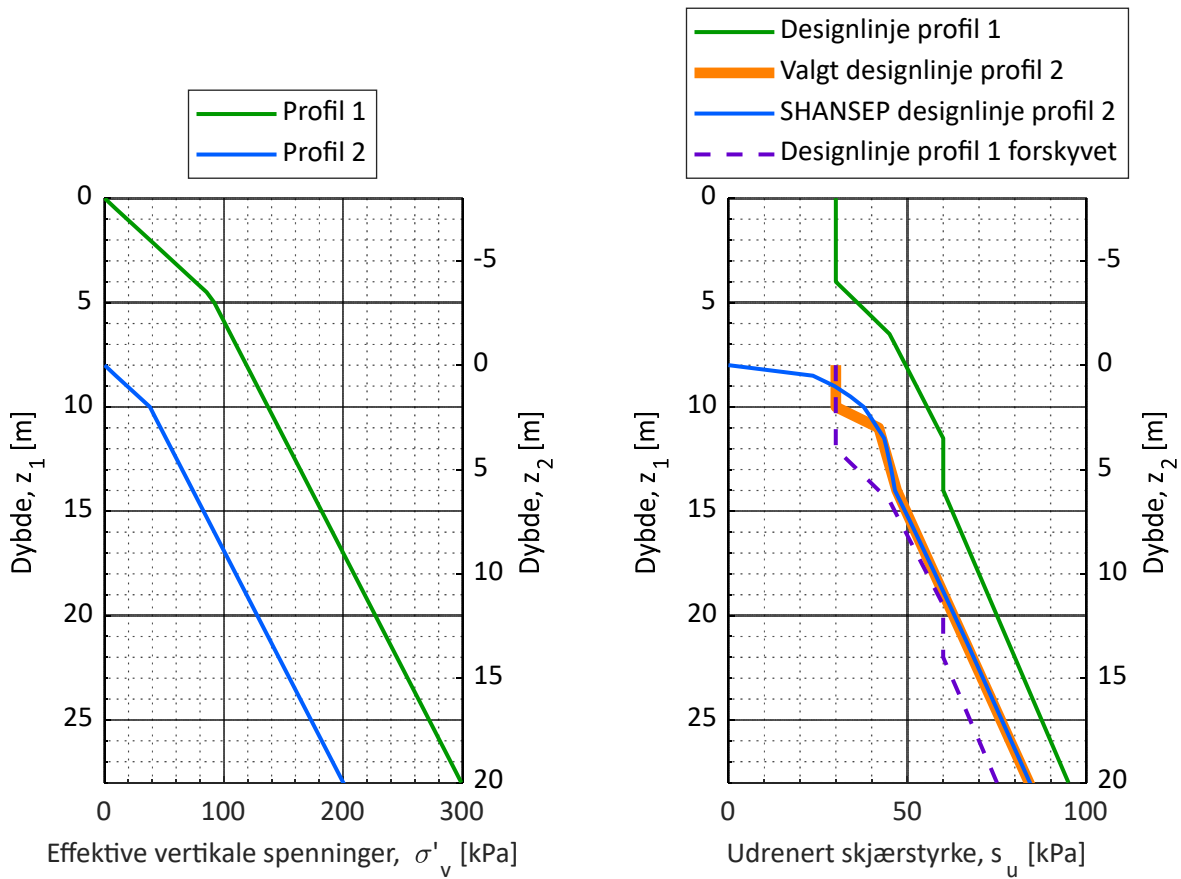 Profil 1
Profil 2
0
5
10
15
20
25
Dybde, z1 [m]
-5
0
5
10
15
20
Dybde, z2 [m]
0 100 200 300
Effektive vertikale spenninger, σ'v [kPa]
Designlinje profil 1
Valgt designlinje profil 2
SHANSEP designlinje profil 2
Designlinje profil 1 forskyvet
0
5
10
15
20
25
Dybde, z1 [m]
-5
0
5
10
15
20
Dybde, z2 [m]
0 50 100
Udrenert skjærstyrke, su [kPa]